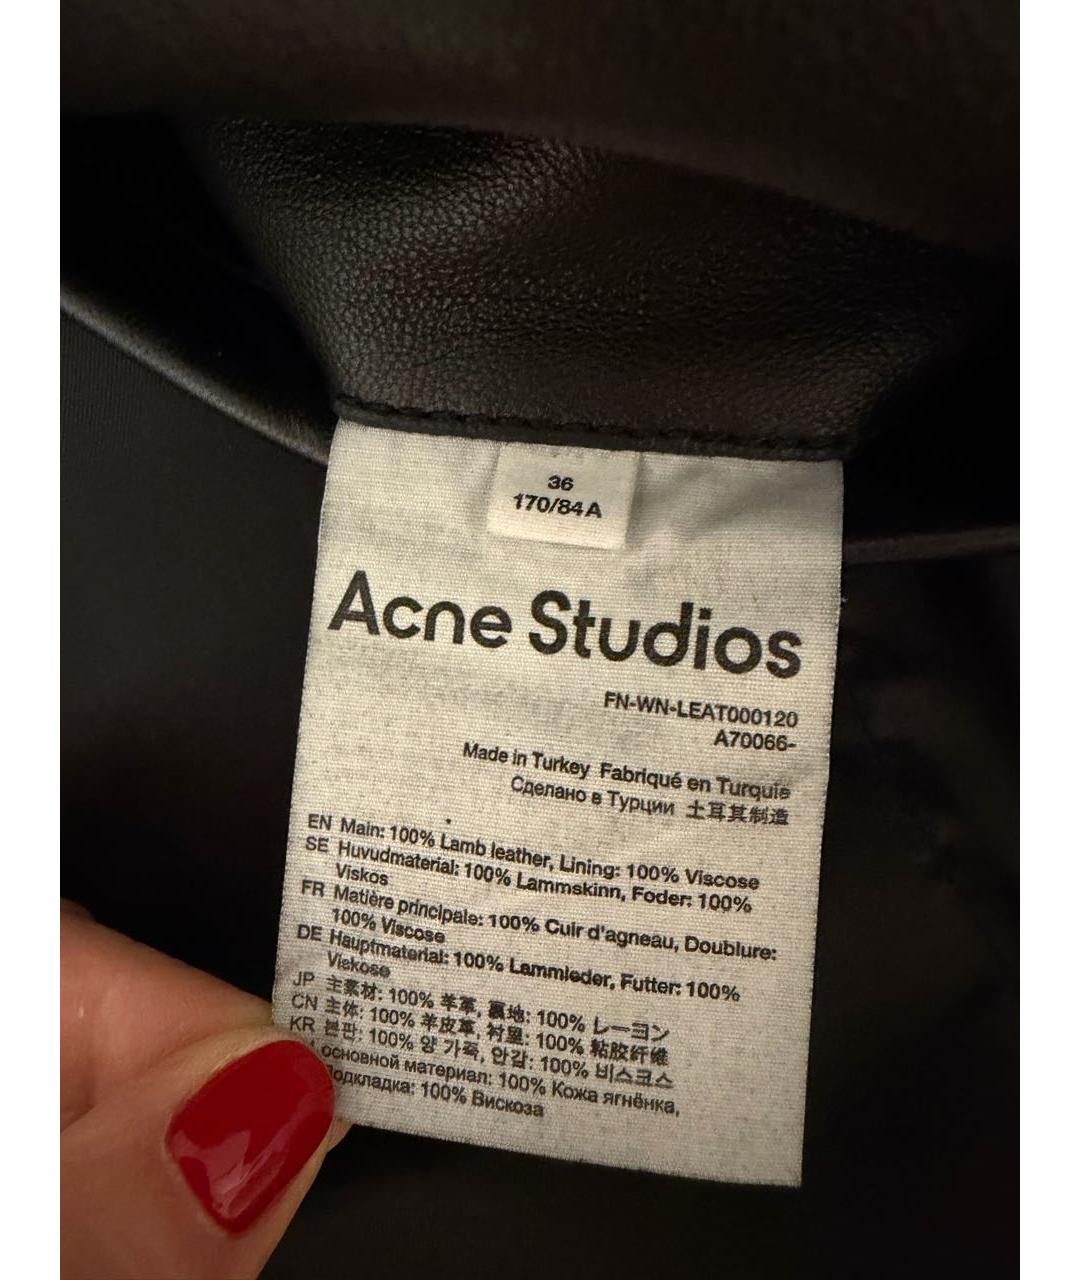 36
170/84A
Acne Studios
FN-WN-LEAT000120
A70066-
Made in Turkey Fabriqué en Turquie
Сделано в Турции 土耳其制造
EN Main: 100% Lamb leather, Lining: 100% Viscose
SE Huvudmaterial: 100% Lammskinn, Foder: 100%
Viskos
FR Matière principale: 100% Cuir d'agneau, Doublure:
100% Viscose
DE Hauptmaterial: 100% Lammleder, Futter: 100%
Viskose
JP 主素材: 100% 羊革, 裏地: 100% レーヨン
CN 主体: 100% 羊皮革, 衬里: 100% 粘胶纤维
KR 본판: 100% 양 가죽, 안감: 100% 비스코스
основной материал: 100% Кожа ягнёнка,
Подкладка: 100% Вискоза